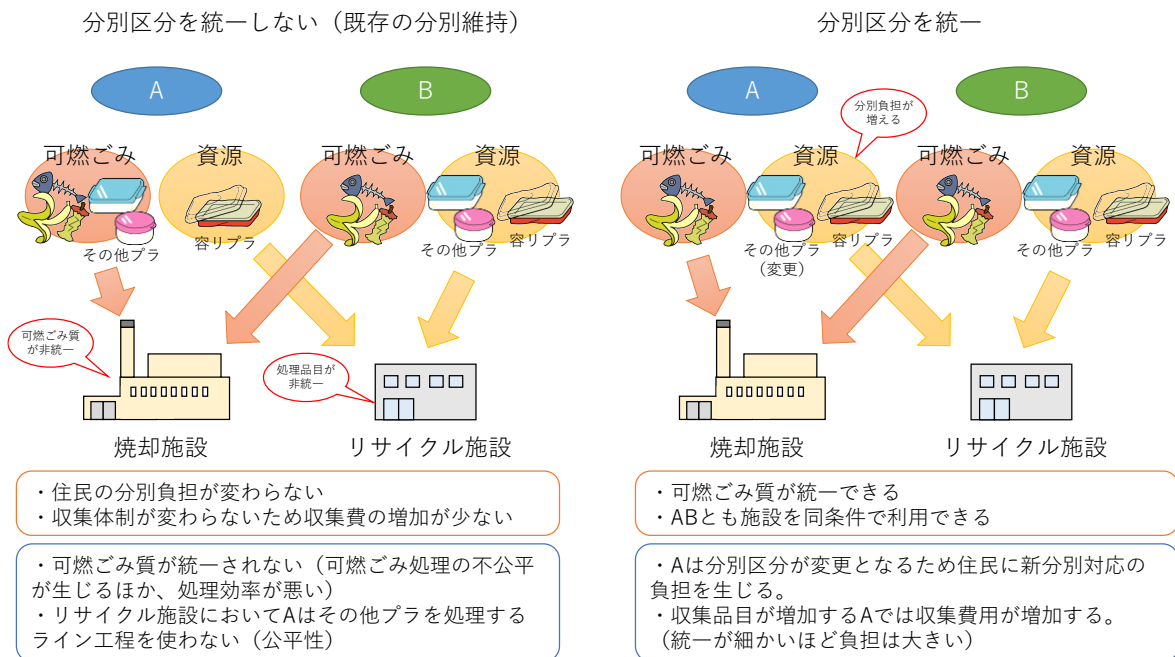 分別区分を統一しない（既存の分別維持）
A
B
可燃ごみ
資源
可燃ごみ
資源
その他プラ
容リプラ
その他プラ
容リプラ
可燃ごみ質
が非統一
処理品目が
非統一
焼却施設
リサイクル施設
・住民の分別負担が変わらない
・収集体制が変わらないため収集費の増加が少ない
・可燃ごみ質が統一されない（可燃ごみ処理の不公平
が生じるほか、処理効率が悪い）
・リサイクル施設においてAはその他プラを処理する
ライン工程を使わない（公平性）
分別区分を統一
A
B
分別負担が
増える
可燃ごみ
資源
可燃ごみ
資源
その他プラ
（変更）
容リプラ
その他プラ
容リプラ
焼却施設
リサイクル施設
・可燃ごみ質が統一できる
・ABとも施設を同条件で利用できる
・Aは分別区分が変更となるため住民に新分別対応の
負担を生じる。
・収集品目が増加するAでは収集費用が増加する。
（統一が細かいほど負担は大きい）